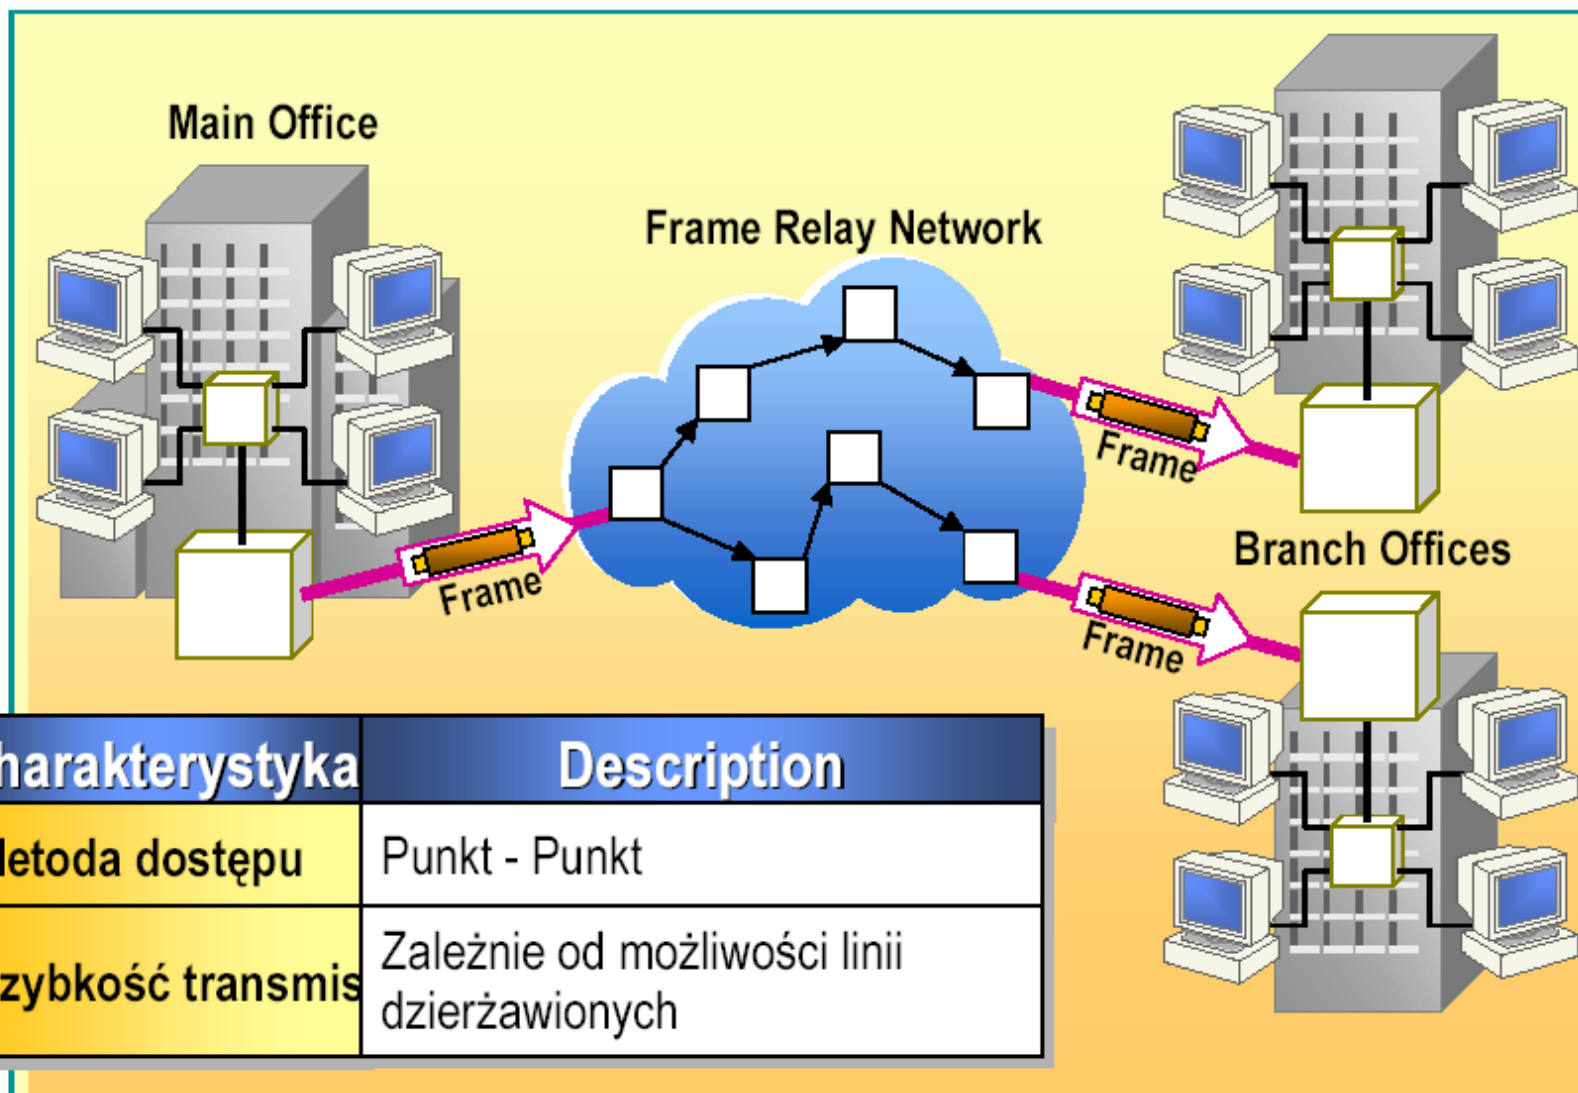 Main Office
Frame Relay Network
Frame
Frame
Frame
Branch Offices
harakterystyka
Description
etoda dostępu
Punkt - Punkt
zybkość transmis
Zależnie od możliwości linii
dzierżawionych